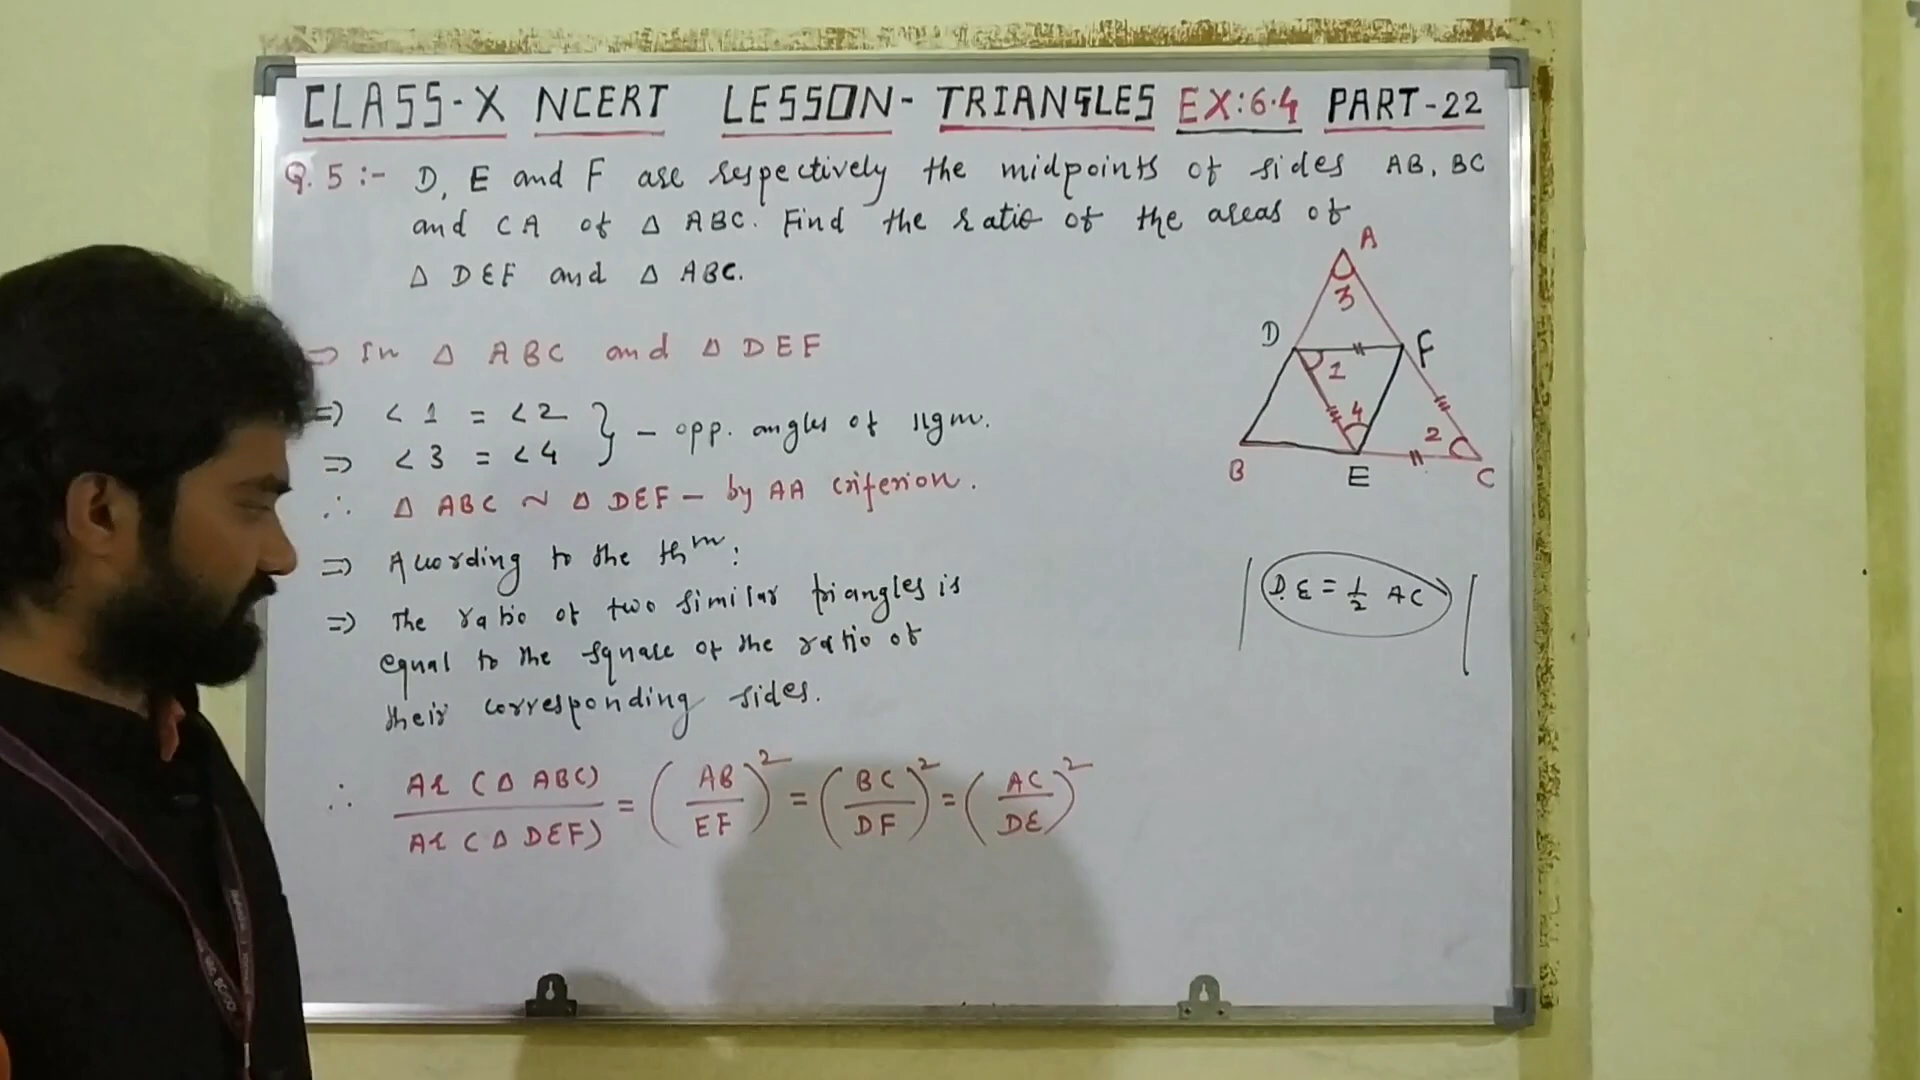 CLASS-X NCERT LESSON- TRIANGLES EX:6.4 PART-22
Q.5 :- D, E and F are respectively the midpoints of sides AB, BC
and CA of Δ ABC. Find the ratio of the areas of
Δ DEF and Δ ABC.
A
3
D
F
1
4
2
B
E
C
⇒ In Δ ABC and Δ DEF
⇒ <1 = <2
⇒ <3 = <4 } - opp. angles of llgm.
∴ Δ ABC ~ Δ DEF - by AA criterion.
⇒ According to the thm:
⇒ The ratio of two similar triangles is
equal to the square of the ratio of
their corresponding sides.
DE = 1/2 AC
∴ Ar (Δ ABC) / Ar (Δ DEF) = (AB/EF)² = (BC/DF)² = (AC/DE)²